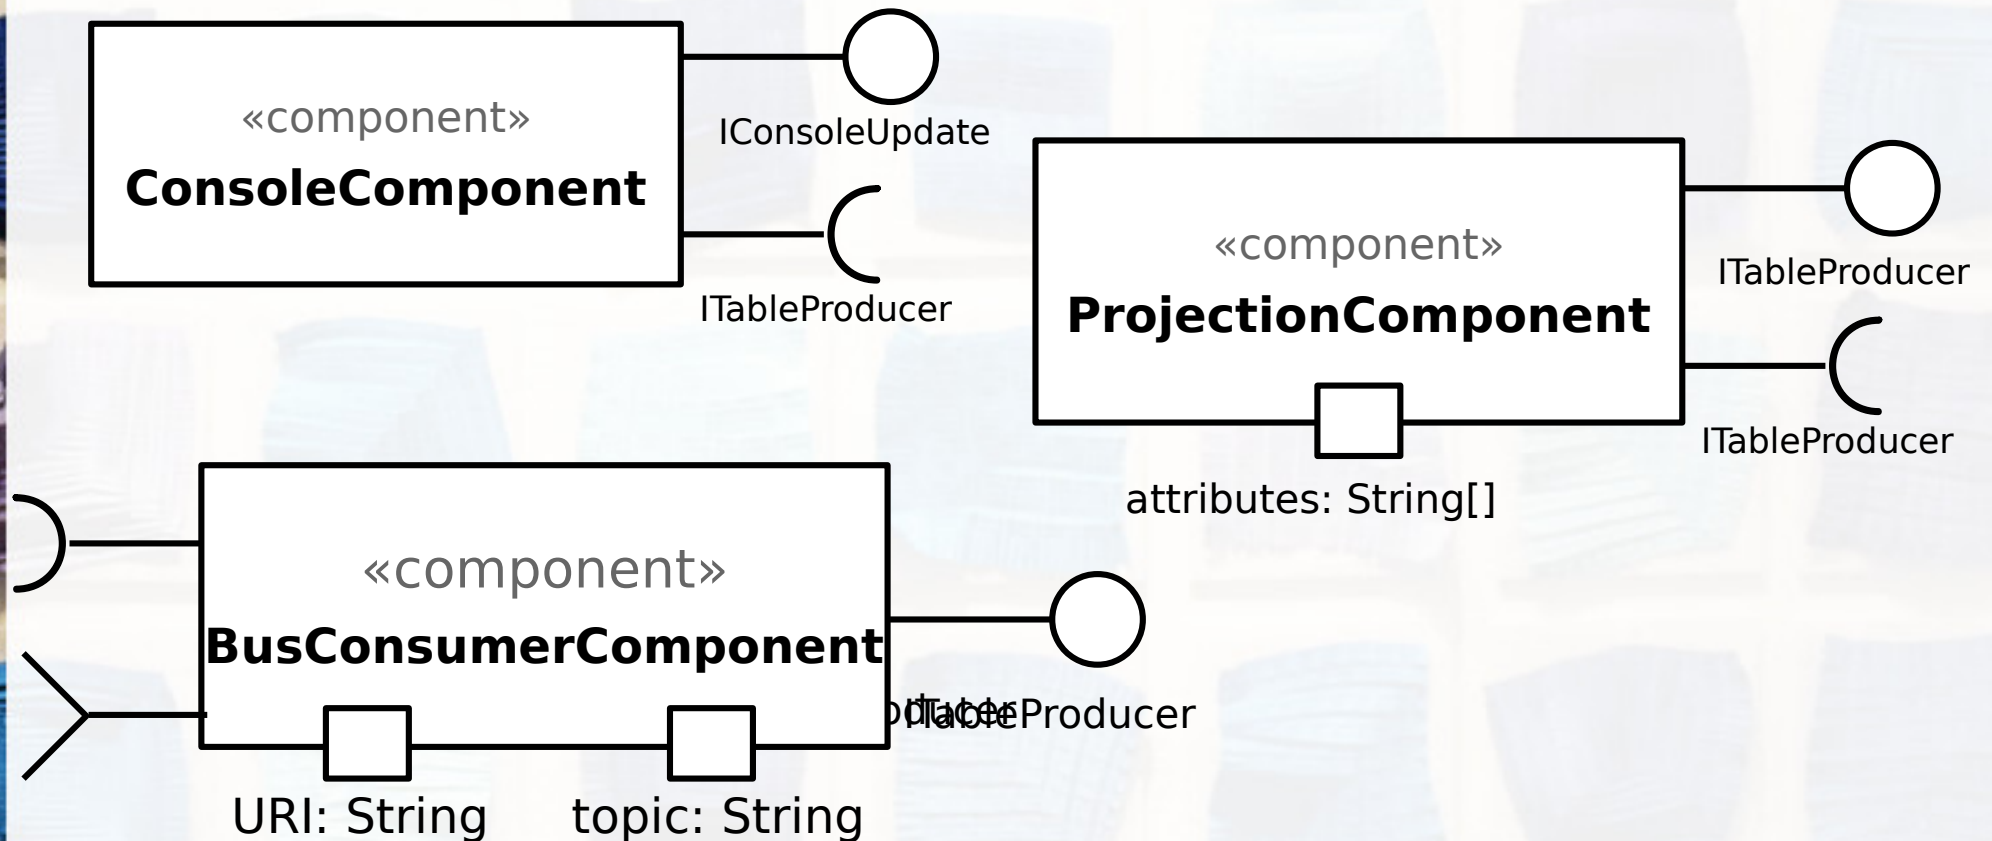 «component»
ConsoleComponent
IConsoleUpdate
ITableProducer
«component»
ProjectionComponent
ITableProducer
ITableProducer
attributes: String[]
«component»
BusConsumerComponent
ITableProducer
URI: String
topic: String